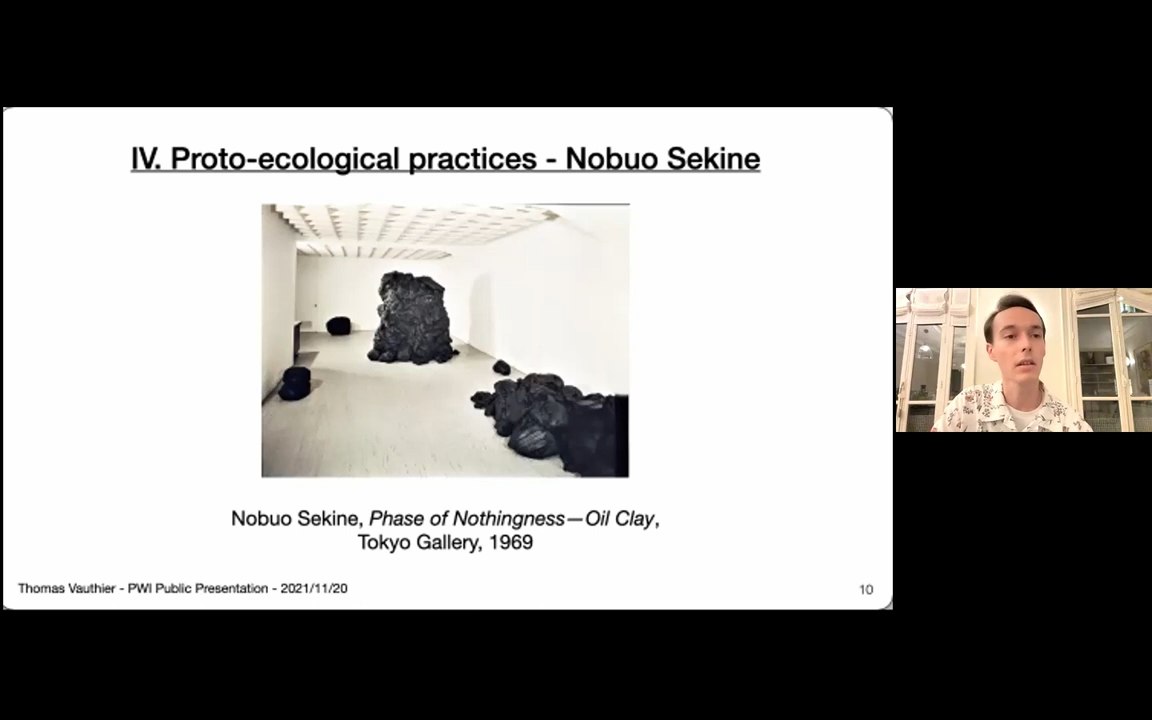 IV. Proto-ecological practices - Nobuo Sekine
Nobuo Sekine, Phase of Nothingness—Oil Clay,
Tokyo Gallery, 1969
Thomas Vauthier - PWI Public Presentation - 2021/11/20
10